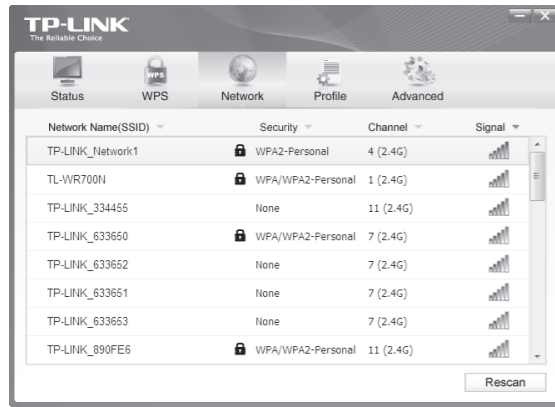 TP-LINK
The Reliable Choice
WPS
Status WPS Network Profile Advanced
Network Name(SSID) Security Channel Signal
TP-LINK_Network1 WPA2-Personal 4 (2.4G)
TL-WR700N WPA/WPA2-Personal 1 (2.4G)
TP-LINK_334455 None 11 (2.4G)
TP-LINK_633650 WPA/WPA2-Personal 7 (2.4G)
TP-LINK_633652 None 7 (2.4G)
TP-LINK_633651 None 7 (2.4G)
TP-LINK_633653 None 7 (2.4G)
TP-LINK_890FE6 WPA/WPA2-Personal 11 (2.4G)
Rescan